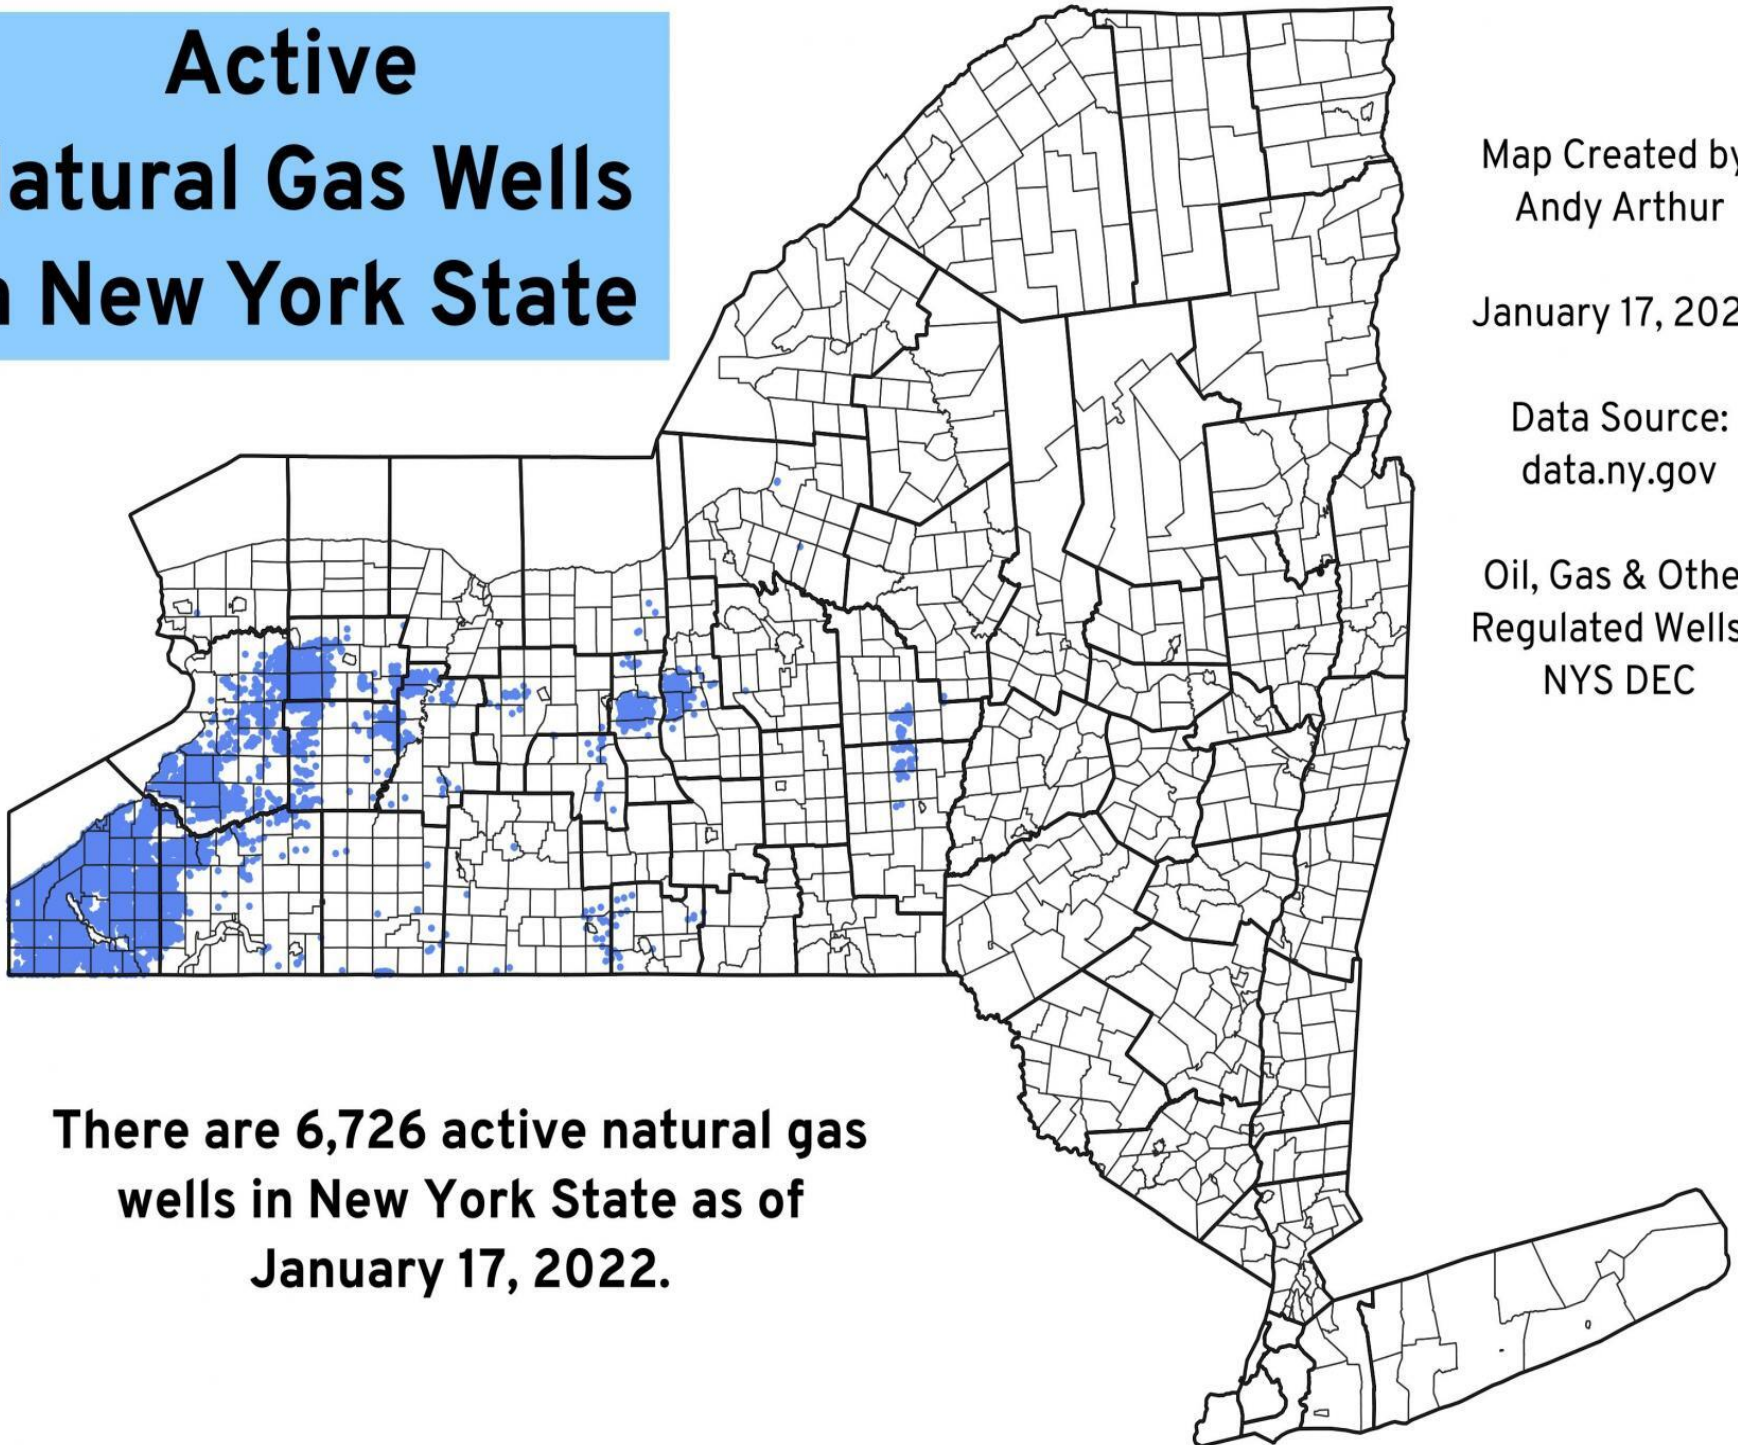 Active
atural Gas Wells
New York State
Map Created by
Andy Arthur
January 17, 202
Data Source:
data.ny.gov
Oil, Gas & Othe
Regulated Wells
NYS DEC
There are 6,726 active natural gas
wells in New York State as of
January 17, 2022.